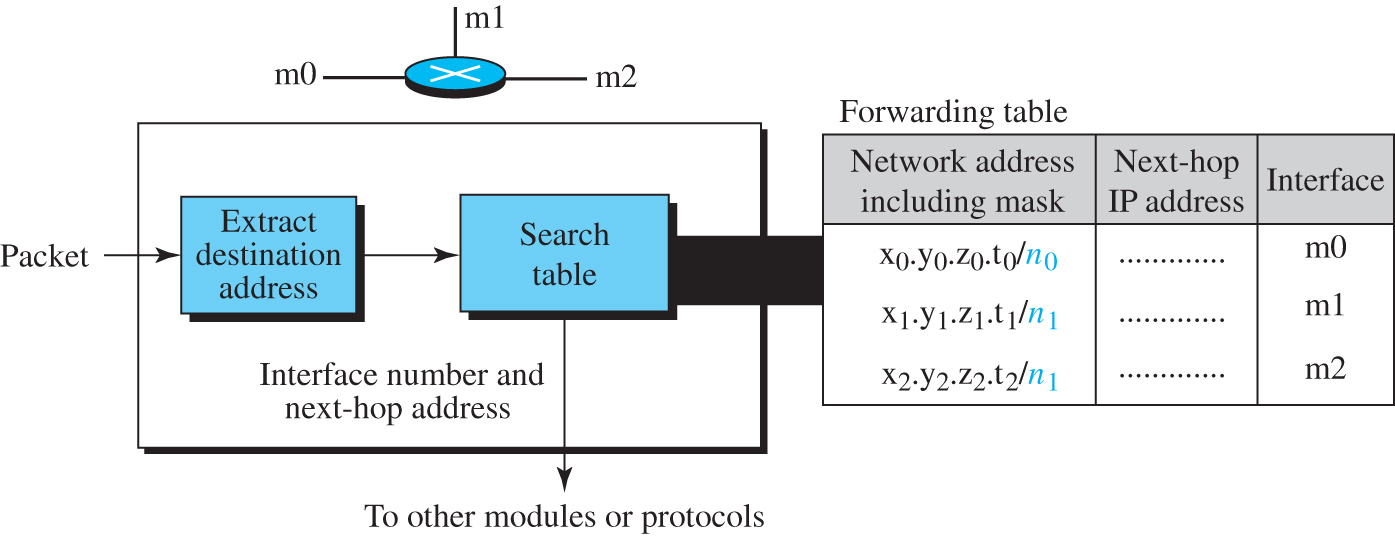 m1
m0
m2
Forwarding table
Network address including mask
Next-hop IP address
Interface
Packet
Extract
destination
address
Search
table
x₀.y₀.z₀.t₀/n₀ ............. m0
x₁.y₁.z₁.t₁/n₁ ............. m1
x₂.y₂.z₂.t₂/n₁ ............. m2
Interface number and
next-hop address
To other modules or protocols